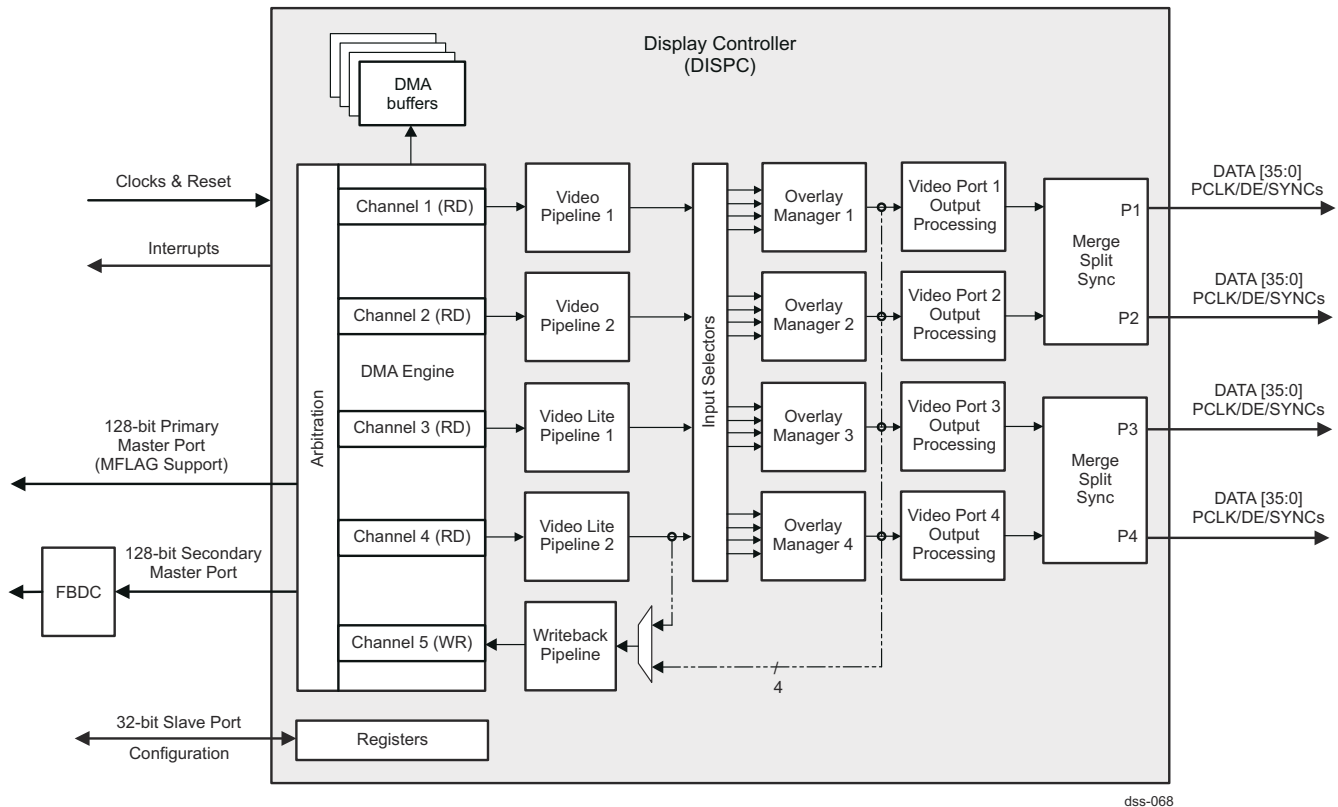 Display Controller
(DISPC)
DMA
buffers
Clocks & Reset
Interrupts
128-bit Primary
Master Port
(MFLAG Support)
128-bit Secondary
Master Port
FBDC
32-bit Slave Port
Configuration
Arbitration
Channel 1 (RD)
Channel 2 (RD)
DMA Engine
Channel 3 (RD)
Channel 4 (RD)
Channel 5 (WR)
Registers
Video
Pipeline 1
Video
Pipeline 2
Video Lite
Pipeline 1
Video Lite
Pipeline 2
Writeback
Pipeline
Input Selectors
Overlay
Manager 1
Overlay
Manager 2
Overlay
Manager 3
Overlay
Manager 4
4
Video Port 1
Output
Processing
Video Port 2
Output
Processing
Video Port 3
Output
Processing
Video Port 4
Output
Processing
P1
Merge
Split
Sync
P2
P3
Merge
Split
Sync
P4
DATA [35:0]
PCLK/DE/SYNCs
DATA [35:0]
PCLK/DE/SYNCs
DATA [35:0]
PCLK/DE/SYNCs
DATA [35:0]
PCLK/DE/SYNCs
dss-068